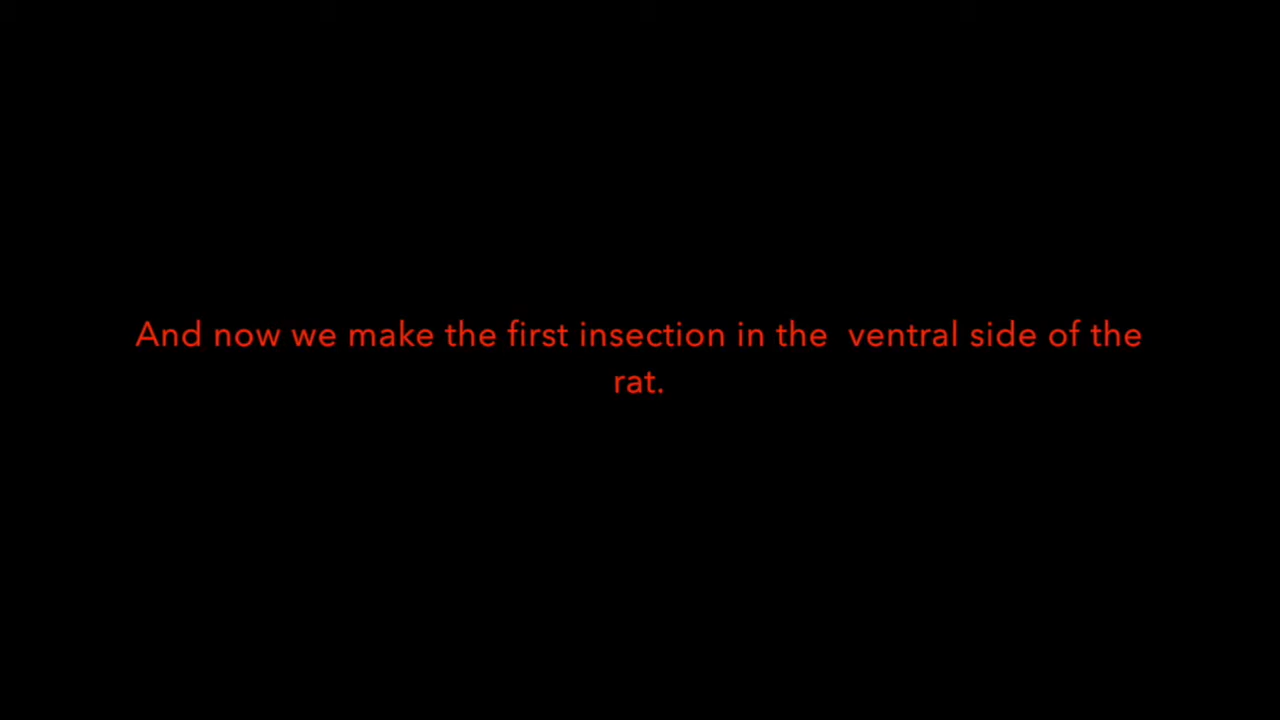 And now we make the first insection in the  ventral side of the
rat.